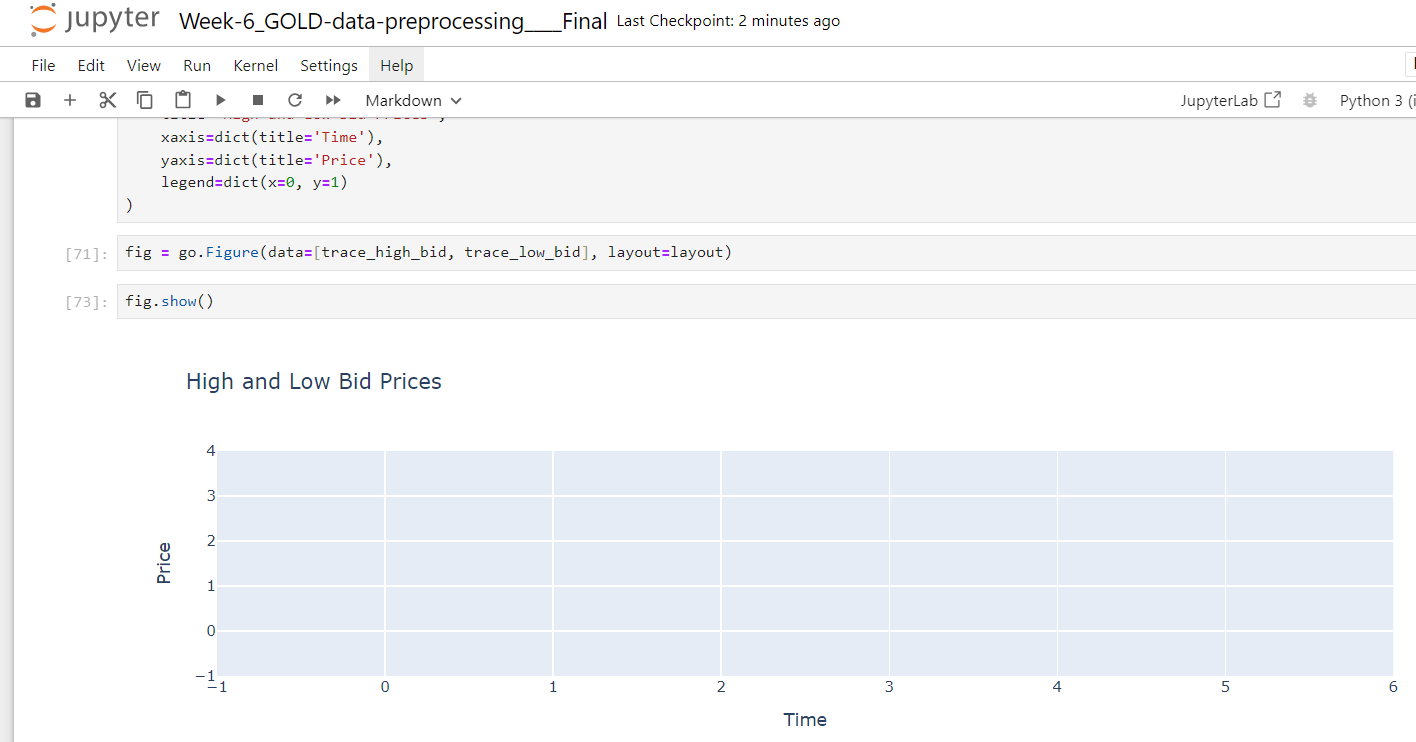 jupyter Week-6_GOLD-data-preprocessing____Final Last Checkpoint: 2 minutes ago
File Edit View Run Kernel Settings Help
Markdown JupyterLab Python 3 (i
xaxis=dict(title='Time'),
yaxis=dict(title='Price'),
legend=dict(x=0, y=1)
)
[71]: fig = go.Figure(data=[trace_high_bid, trace_low_bid], layout=layout)
[73]: fig.show()
High and Low Bid Prices
4
3
2
1
0
−1
Price
−1 0 1 2 3 4 5 6
Time